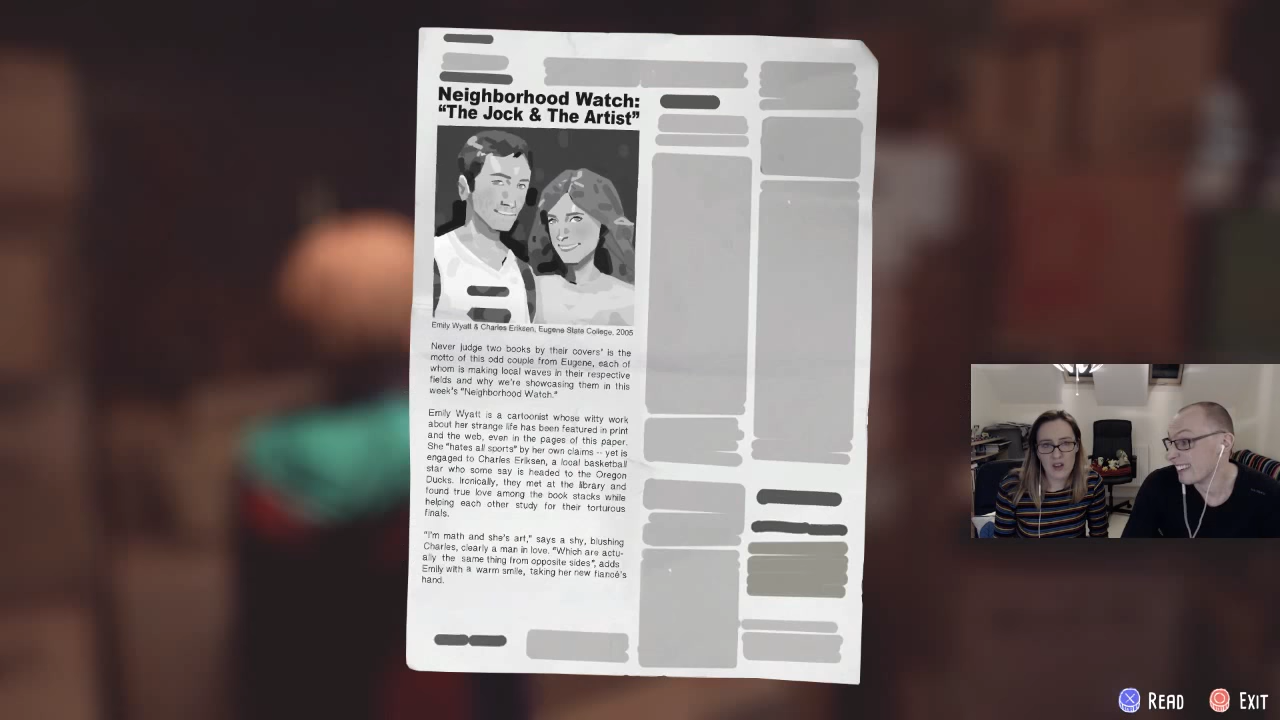 Neighborhood Watch:
“The Jock & The Artist”
Emily Wyatt & Charles Eriksen, Eugene State College, 2005
Never judge two books by their covers' is the
motto of this odd couple from Eugene, each of
whom is making local waves in their respective
fields and why we're showcasing them in this
week's "Neighborhood Watch."
Emily Wyatt is a cartoonist whose witty work
about her strange life has been featured in print
and the web, even in the pages of this paper.
She "hates all sports" by her own claims -- yet is
engaged to Charles Eriksen, a local basketball
star who some say is headed to the Oregon
Ducks. Ironically, they met at the library and
found true love among the book stacks while
helping each other study for their torturous
finals.
"I'm math and she's art," says a shy, blushing
Charles, clearly a man in love. "Which are actu-
ally the same thing from opposite sides", adds
Emily with a warm smile, taking her new fiancé's
hand.
READ
EXIT